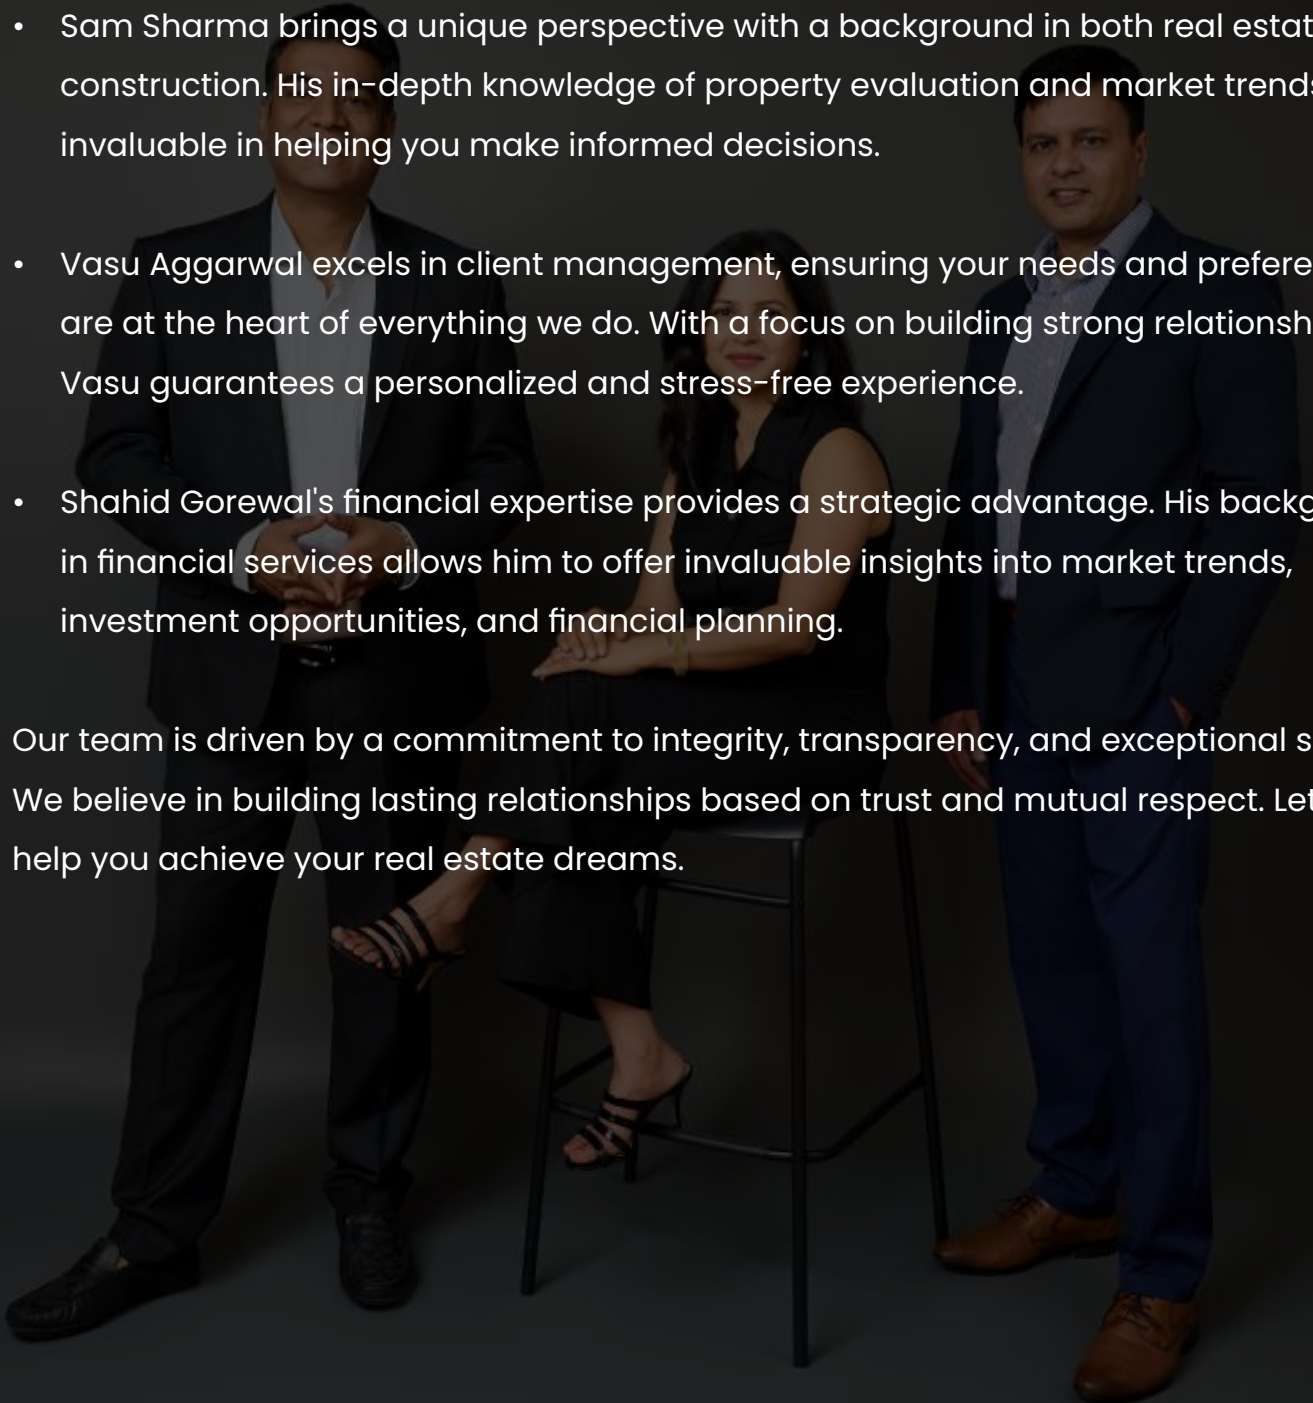 • Sam Sharma brings a unique perspective with a background in both real estat
construction. His in-depth knowledge of property evaluation and market trends
invaluable in helping you make informed decisions.
• Vasu Aggarwal excels in client management, ensuring your needs and prefere
are at the heart of everything we do. With a focus on building strong relationsh
Vasu guarantees a personalized and stress-free experience.
• Shahid Gorewal's financial expertise provides a strategic advantage. His backg
in financial services allows him to offer invaluable insights into market trends,
investment opportunities, and financial planning.
Our team is driven by a commitment to integrity, transparency, and exceptional s
We believe in building lasting relationships based on trust and mutual respect. Let
help you achieve your real estate dreams.